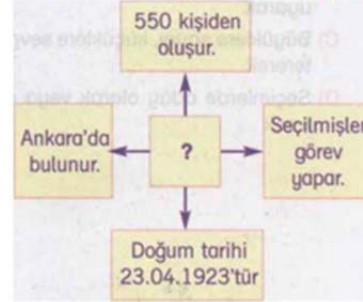 550 kişiden
oluşur.
Ankara'da
bulunur.
?
Seçilmişler
görev
yapar.
Doğum tarihi
23.04.1923'tür